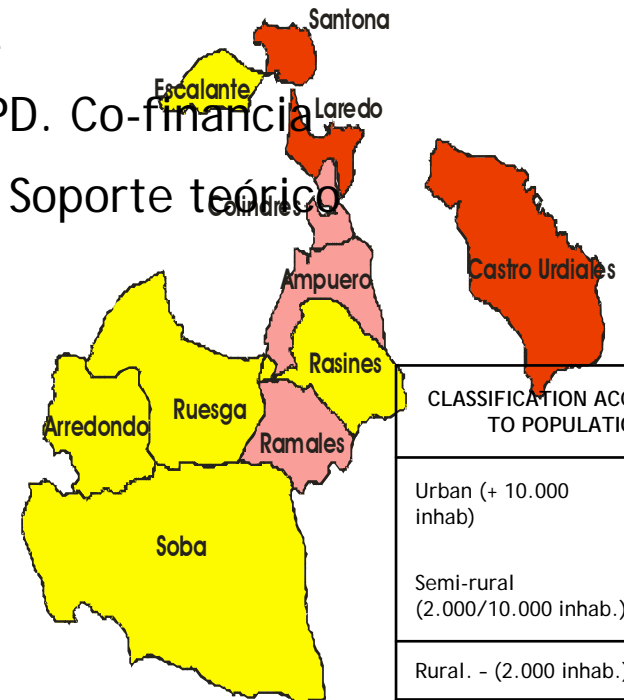 Santona
Escalante
PD. Co-financia
Laredo
Soporte teórico
Colindres
Castro Urdiales
Ampuero
Rasines
Ruesga
Arredondo
Ramales
Soba
CLASSIFICATION ACC
TO POPULATIO
Urban (+ 10.000
inhab)
Semi-rural
(2.000/10.000 inhab.)
Rural. - (2.000 inhab.)